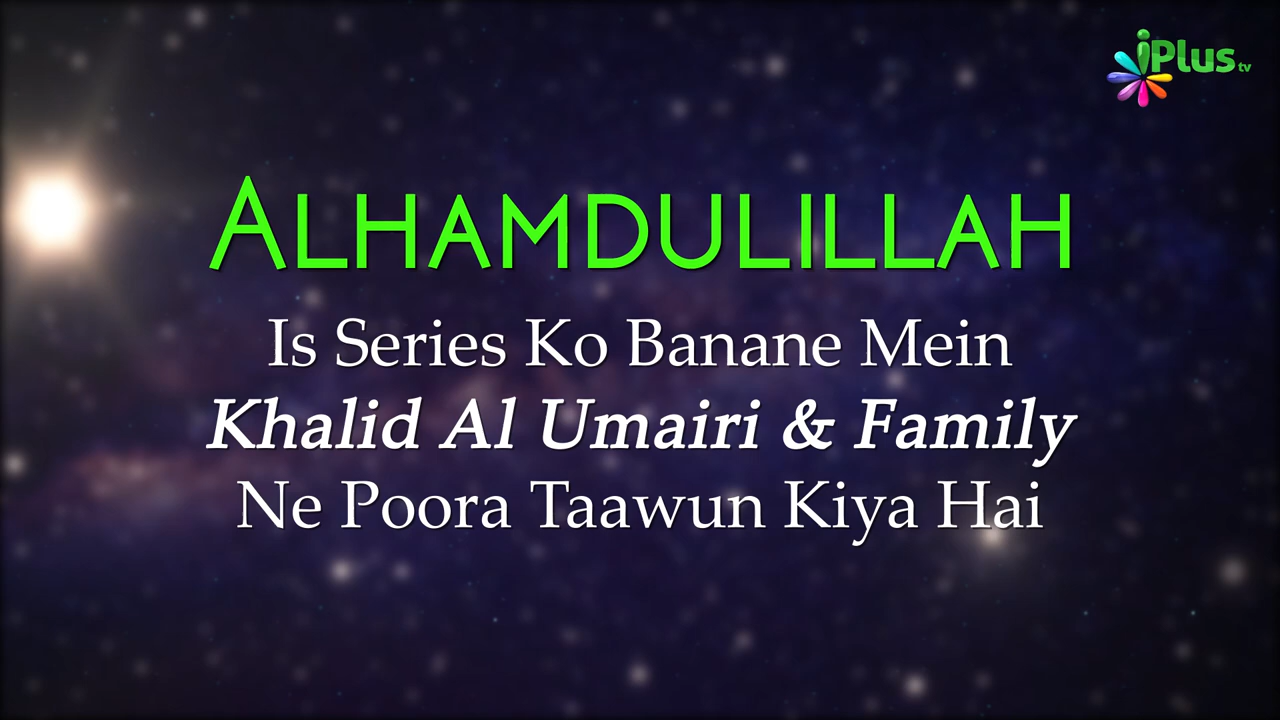 iPlus tv
ALHAMDULILLAH
Is Series Ko Banane Mein
Khalid Al Umairi & Family
Ne Poora Taawun Kiya Hai